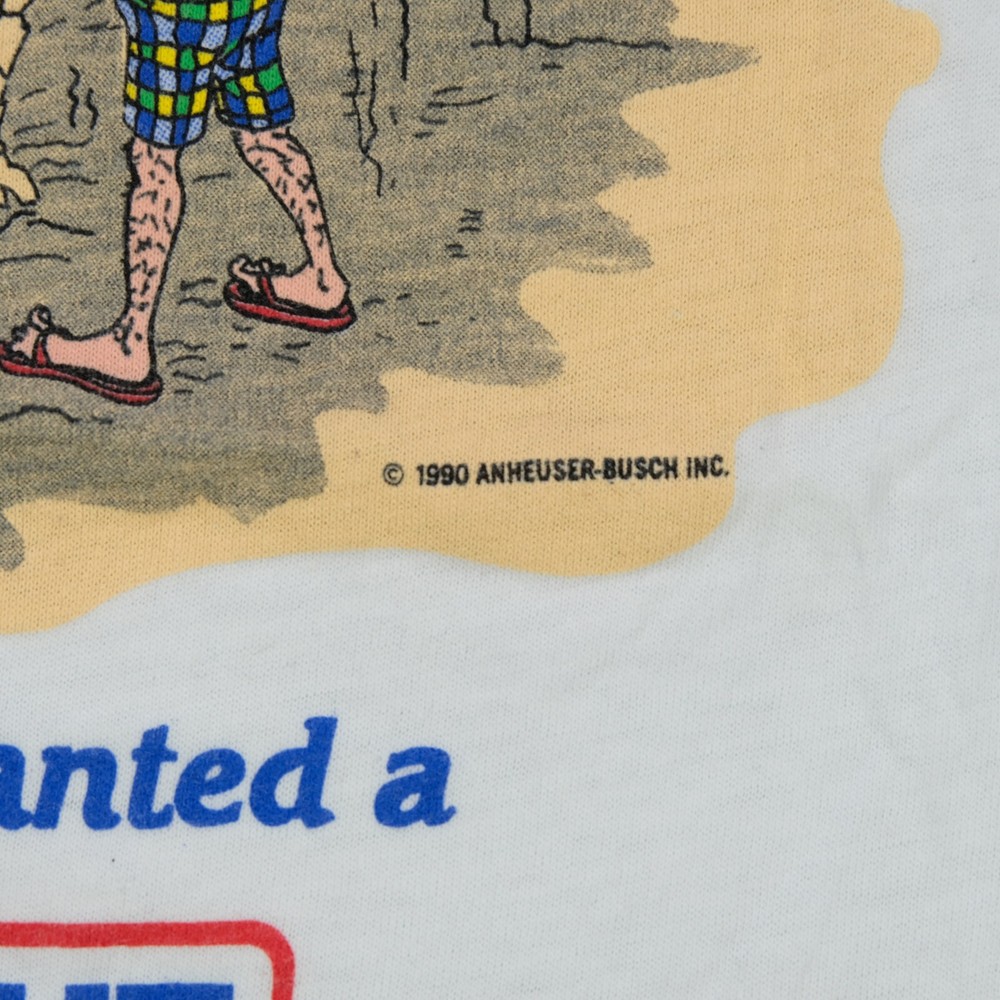 © 1990 ANHEUSER-BUSCH INC.
anted a